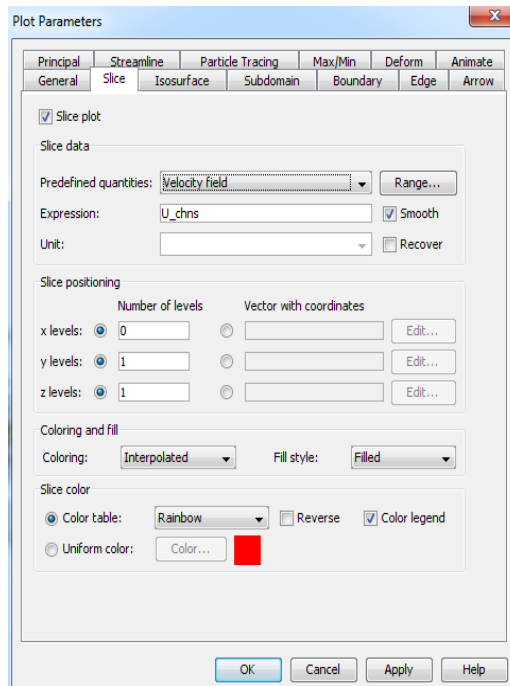 Plot Parameters
Principal Streamline Particle Tracing Max/Min Deform Animate
General Slice Isosurface Subdomain Boundary Edge Arrow
Slice plot
Slice data
Predefined quantities: Velocity field Range...
Expression: U_chns Smooth
Unit: Recover
Slice positioning
Number of levels Vector with coordinates
x levels: 0 Edit...
y levels: 1 Edit...
z levels: 1 Edit...
Coloring and fill
Coloring: Interpolated Fill style: Filled
Slice color
Color table: Rainbow Reverse Color legend
Uniform color: Color...
OK Cancel Apply Help